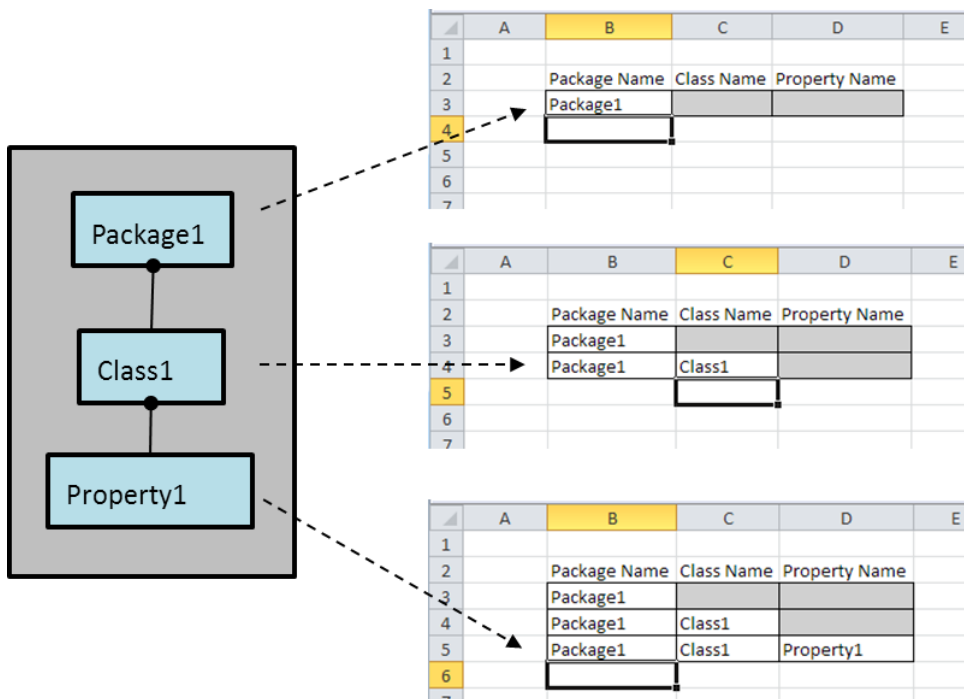 Package1
Class1
Property1
A B C D E
1
2 Package Name Class Name Property Name
3 Package1
4
5
6
7
A B C D E
1
2 Package Name Class Name Property Name
3 Package1
4 Package1 Class1
5
6
7
A B C D E
1
2 Package Name Class Name Property Name
3 Package1
4 Package1 Class1
5 Package1 Class1 Property1
6